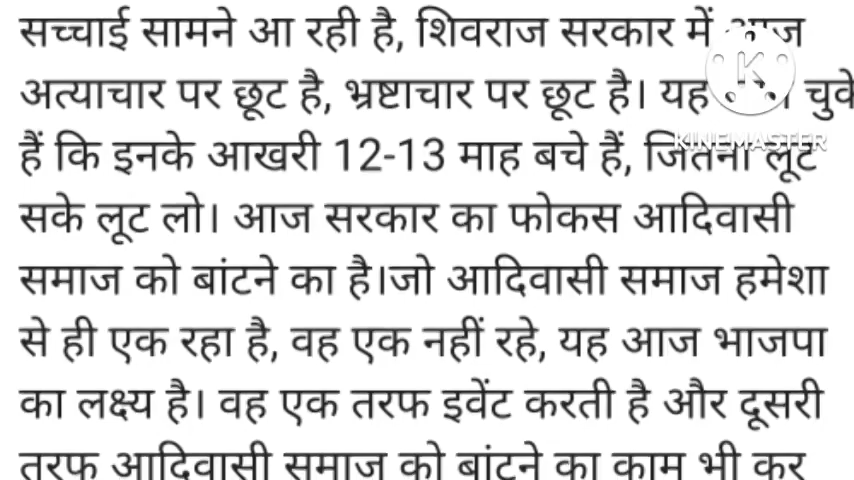 सच्चाई सामने आ रही है, शिवराज सरकार में आज
अत्याचार पर छूट है, भ्रष्टाचार पर छूट है। यह चुके
हैं कि इनके आखरी 12-13 माह बचे हैं, जितना लूट
सके लूट लो। आज सरकार का फोकस आदिवासी
समाज को बांटने का है।जो आदिवासी समाज हमेशा
से ही एक रहा है, वह एक नहीं रहे, यह आज भाजपा
का लक्ष्य है। वह एक तरफ इवेंट करती है और दूसरी
तरफ आदिवासी समाज को बांटने का काम भी कर
K
KINEMASTER